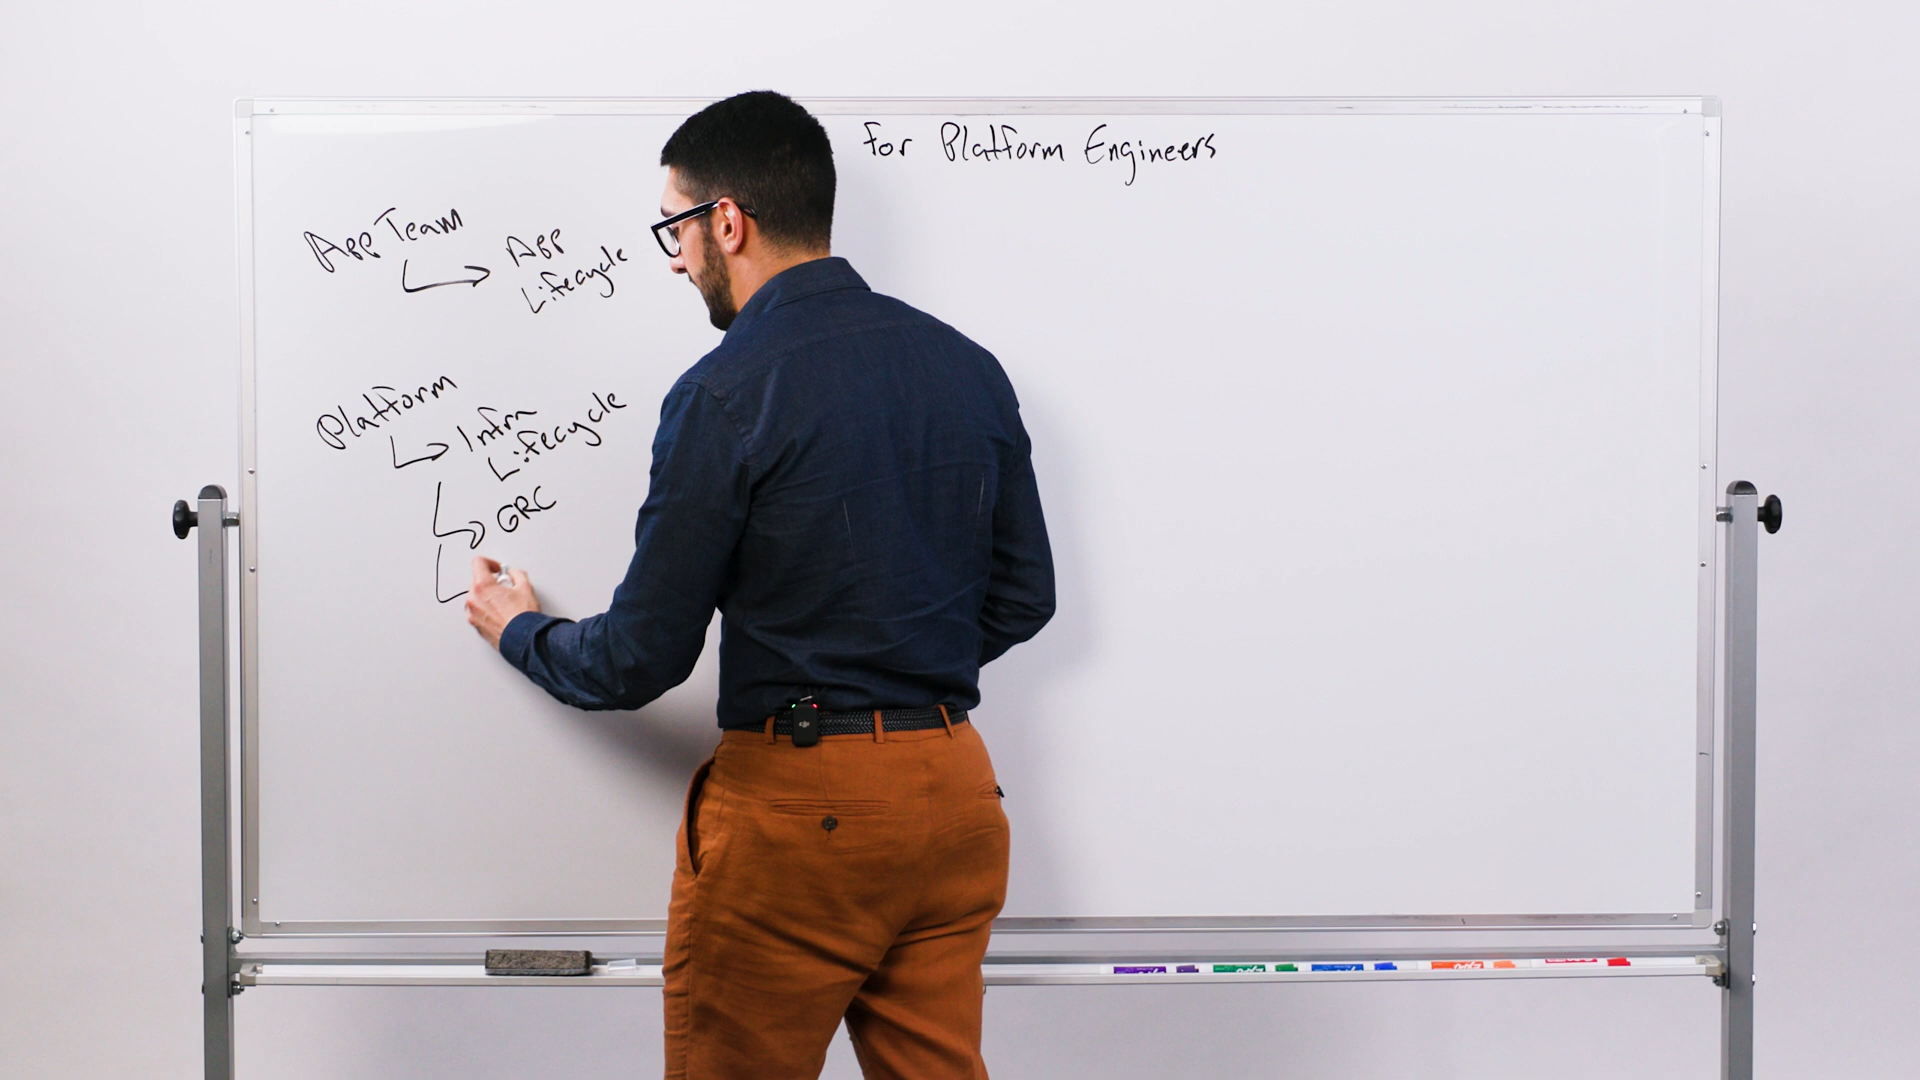 for Platform Engineers
App Team
App
Lifecycle
Platform
Infra
Lifecycle
GRC